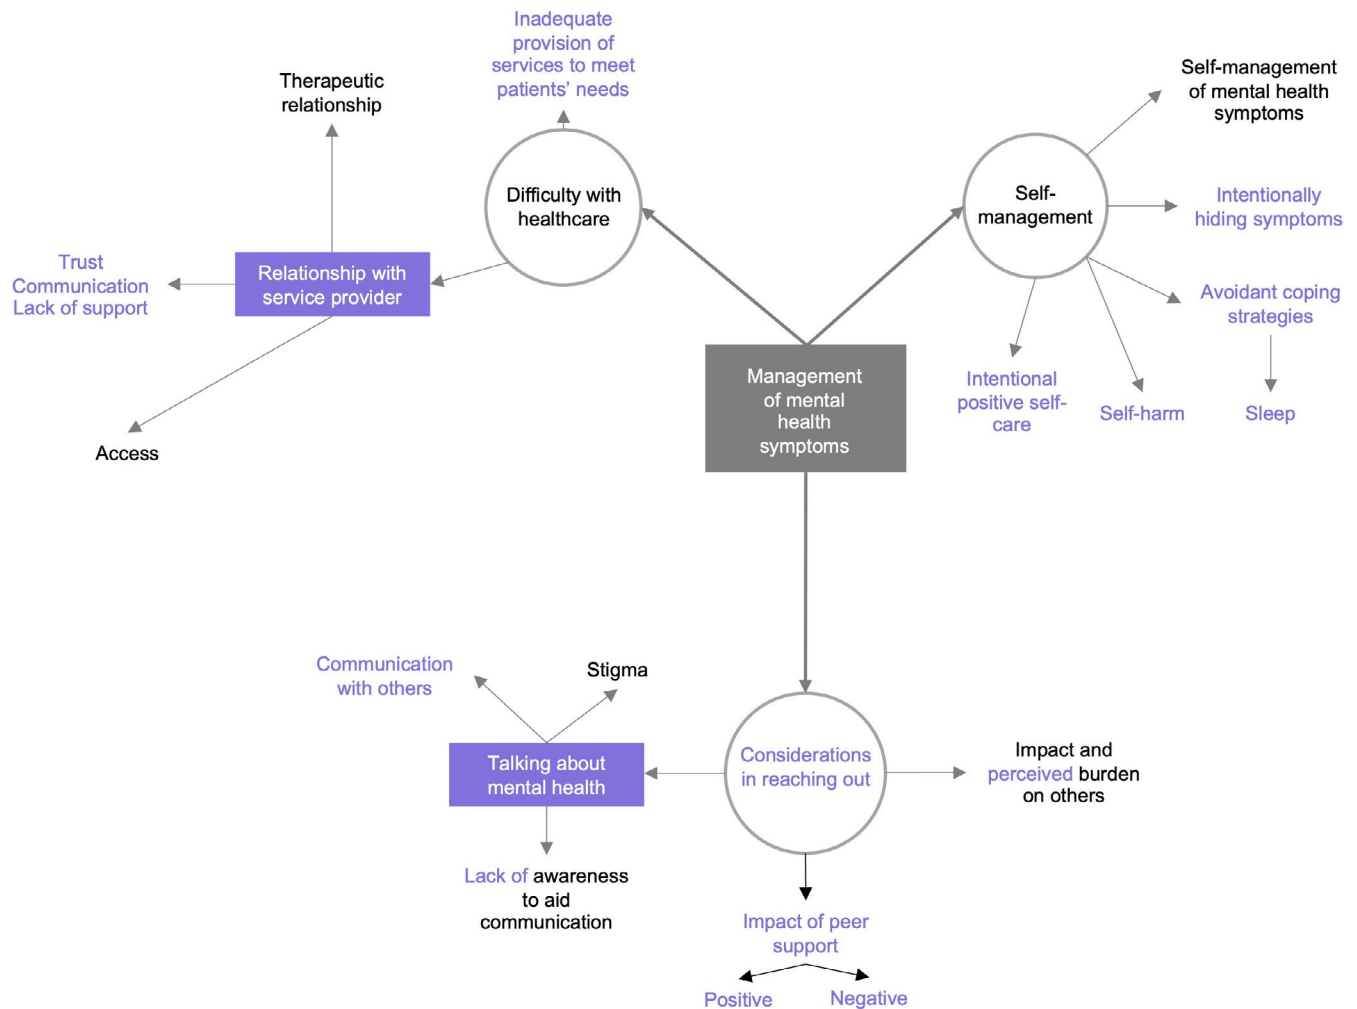 Inadequate
provision of
services to meet
patients’ needs
Therapeutic
relationship
Self-management
of mental health
symptoms
Difficulty with
healthcare
Self-
management
Intentionally
hiding symptoms
Trust
Communication
Lack of support
Relationship with
service provider
Avoidant coping
strategies
Management
of mental
health
symptoms
Intentional
positive self-
care
Self-harm
Sleep
Access
Communication
with others
Stigma
Talking about
mental health
Considerations
in reaching out
Impact and
perceived burden
on others
Lack of awareness
to aid
communication
Impact of peer
support
Positive
Negative